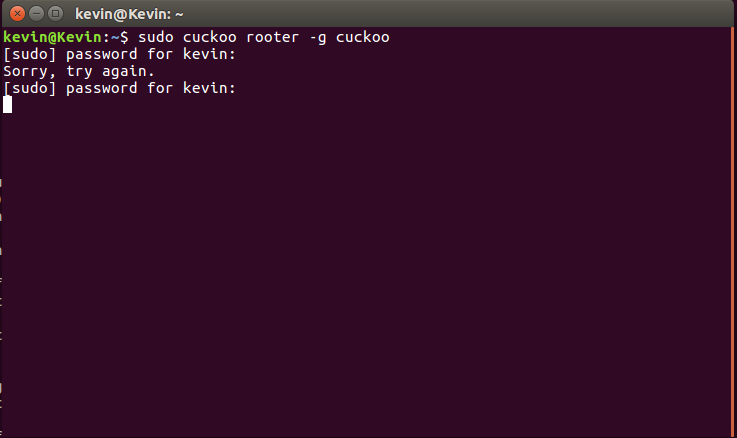 kevin@Kevin: ~
kevin@Kevin:~$ sudo cuckoo rooter -g cuckoo
[sudo] password for kevin:
Sorry, try again.
[sudo] password for kevin: